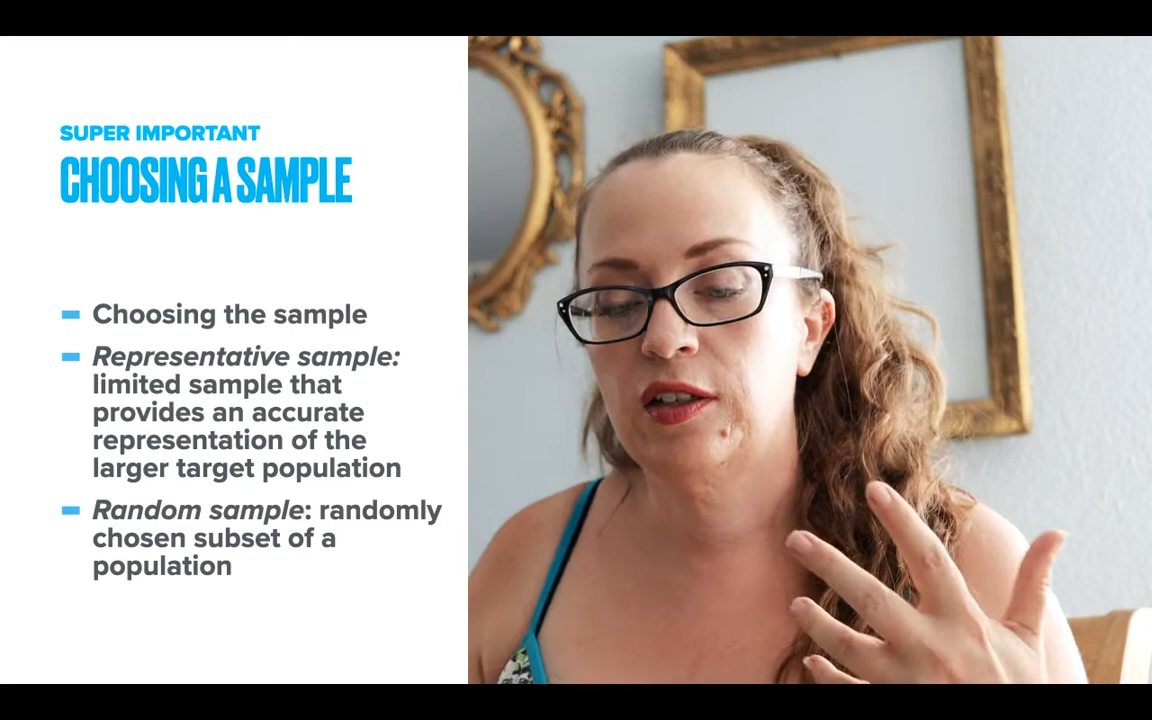 SUPER IMPORTANT
CHOOSING A SAMPLE
Choosing the sample
Representative sample:
limited sample that
provides an accurate
representation of the
larger target population
Random sample: randomly
chosen subset of a
population